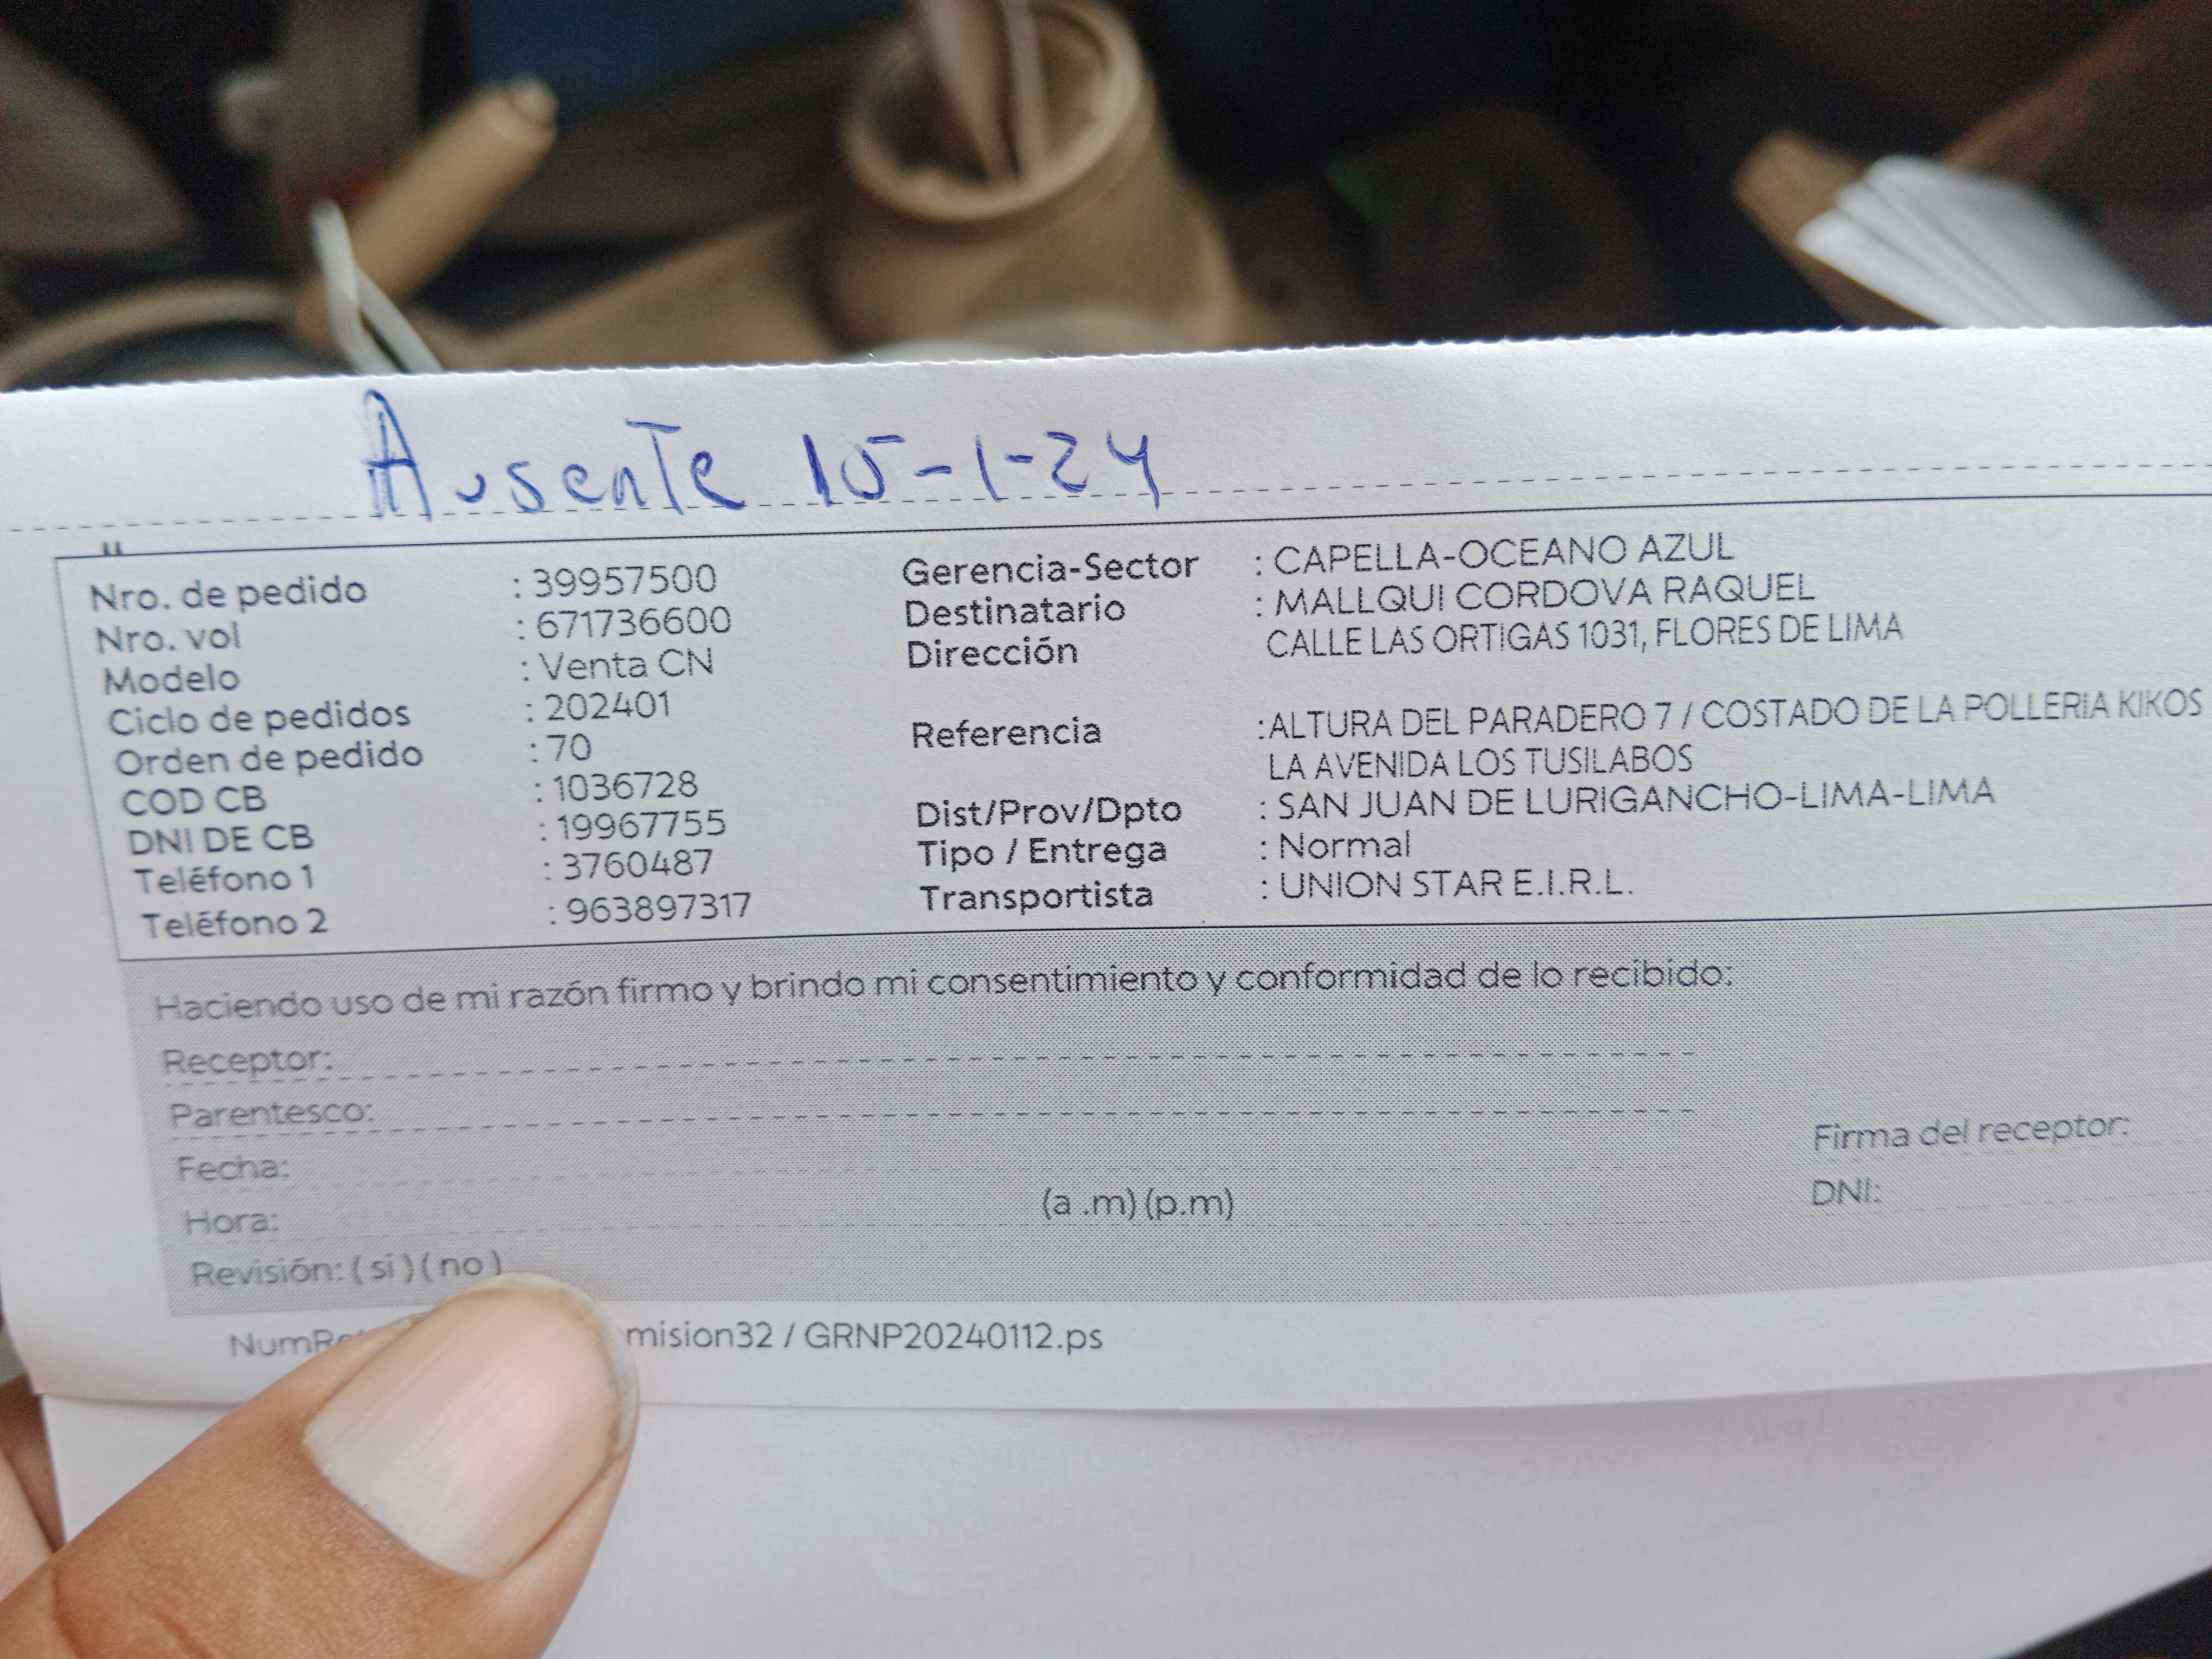 Ausente 15-1-24
Nro. de pedido : 39957500
Nro. vol : 671736600
Modelo : Venta CN
Ciclo de pedidos : 202401
Orden de pedido : 70
COD CB : 1036728
DNI DE CB : 19967755
Teléfono 1 : 3760487
Teléfono 2 : 963897317
Gerencia-Sector : CAPELLA-OCEANO AZUL
Destinatario : MALLQUI CORDOVA RAQUEL
Dirección CALLE LAS ORTIGAS 1031, FLORES DE LIMA
Referencia :ALTURA DEL PARADERO 7 / COSTADO DE LA POLLERIA KIKOS
LA AVENIDA LOS TUSILABOS
Dist/Prov/Dpto : SAN JUAN DE LURIGANCHO-LIMA-LIMA
Tipo / Entrega : Normal
Transportista : UNION STAR E.I.R.L.
Haciendo uso de mi razón firmo y brindo mi consentimiento y conformidad de lo recibido:
Receptor:
Parentesco:
Fecha:
Hora: (a .m) (p.m)
Revisión: ( si ) ( no )
Firma del receptor:
DNI:
mision32 / GRNP20240112.ps